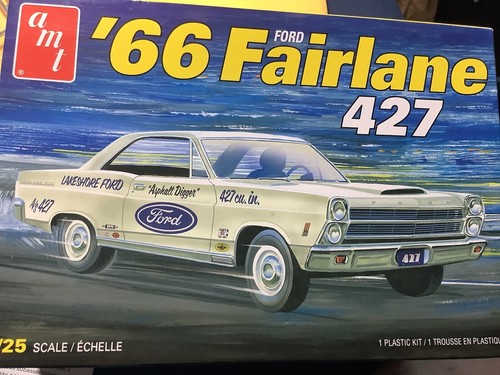 amt
®
'66 FORD Fairlane
427
LAKESHORE FORD
"Asphalt Digger"
427 cu. in.
A/-427
Ford
427
/25 SCALE / ÉCHELLE
1 PLASTIC KIT / 1 TROUSSE EN PLASTIQU